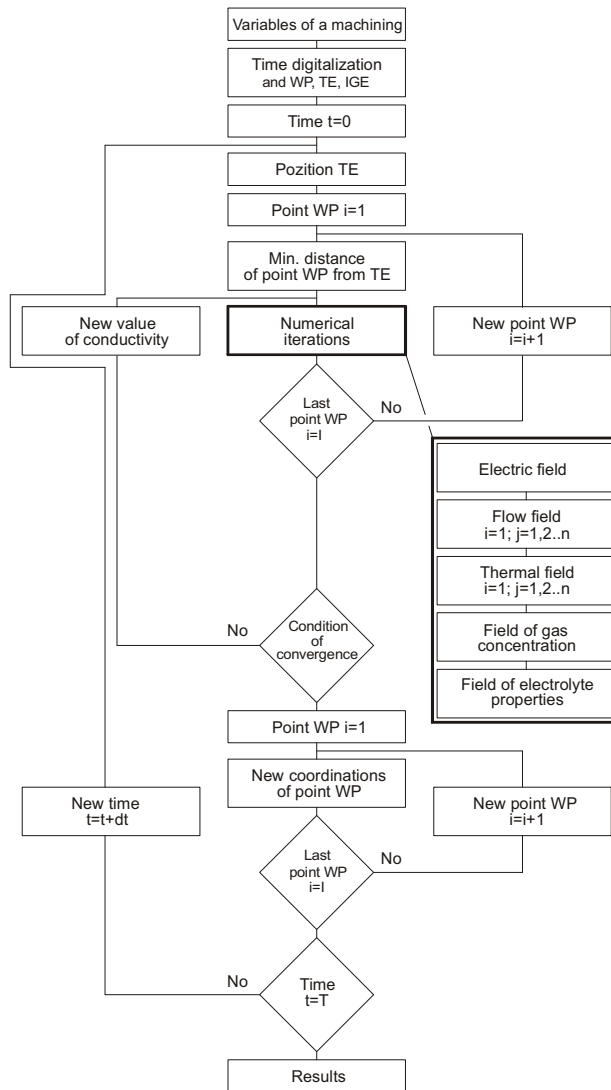 Variables of a machining
Time digitalization
and WP, TE, IGE
Time t=0
Pozition TE
Point WP i=1
Min. distance
of point WP from TE
New value
of conductivity
Numerical
iterations
New point WP
i=i+1
Last
point WP
i=I
No
Electric field
Flow field
i=1; j=1,2..n
Thermal field
i=1; j=1,2..n
Field of gas
concentration
Field of electrolyte
properties
No
Condition
of
convergence
Point WP i=1
New coordinations
of point WP
New time
t=t+dt
New point WP
i=i+1
Last
point WP
i=I
No
No
Time
t=T
Results